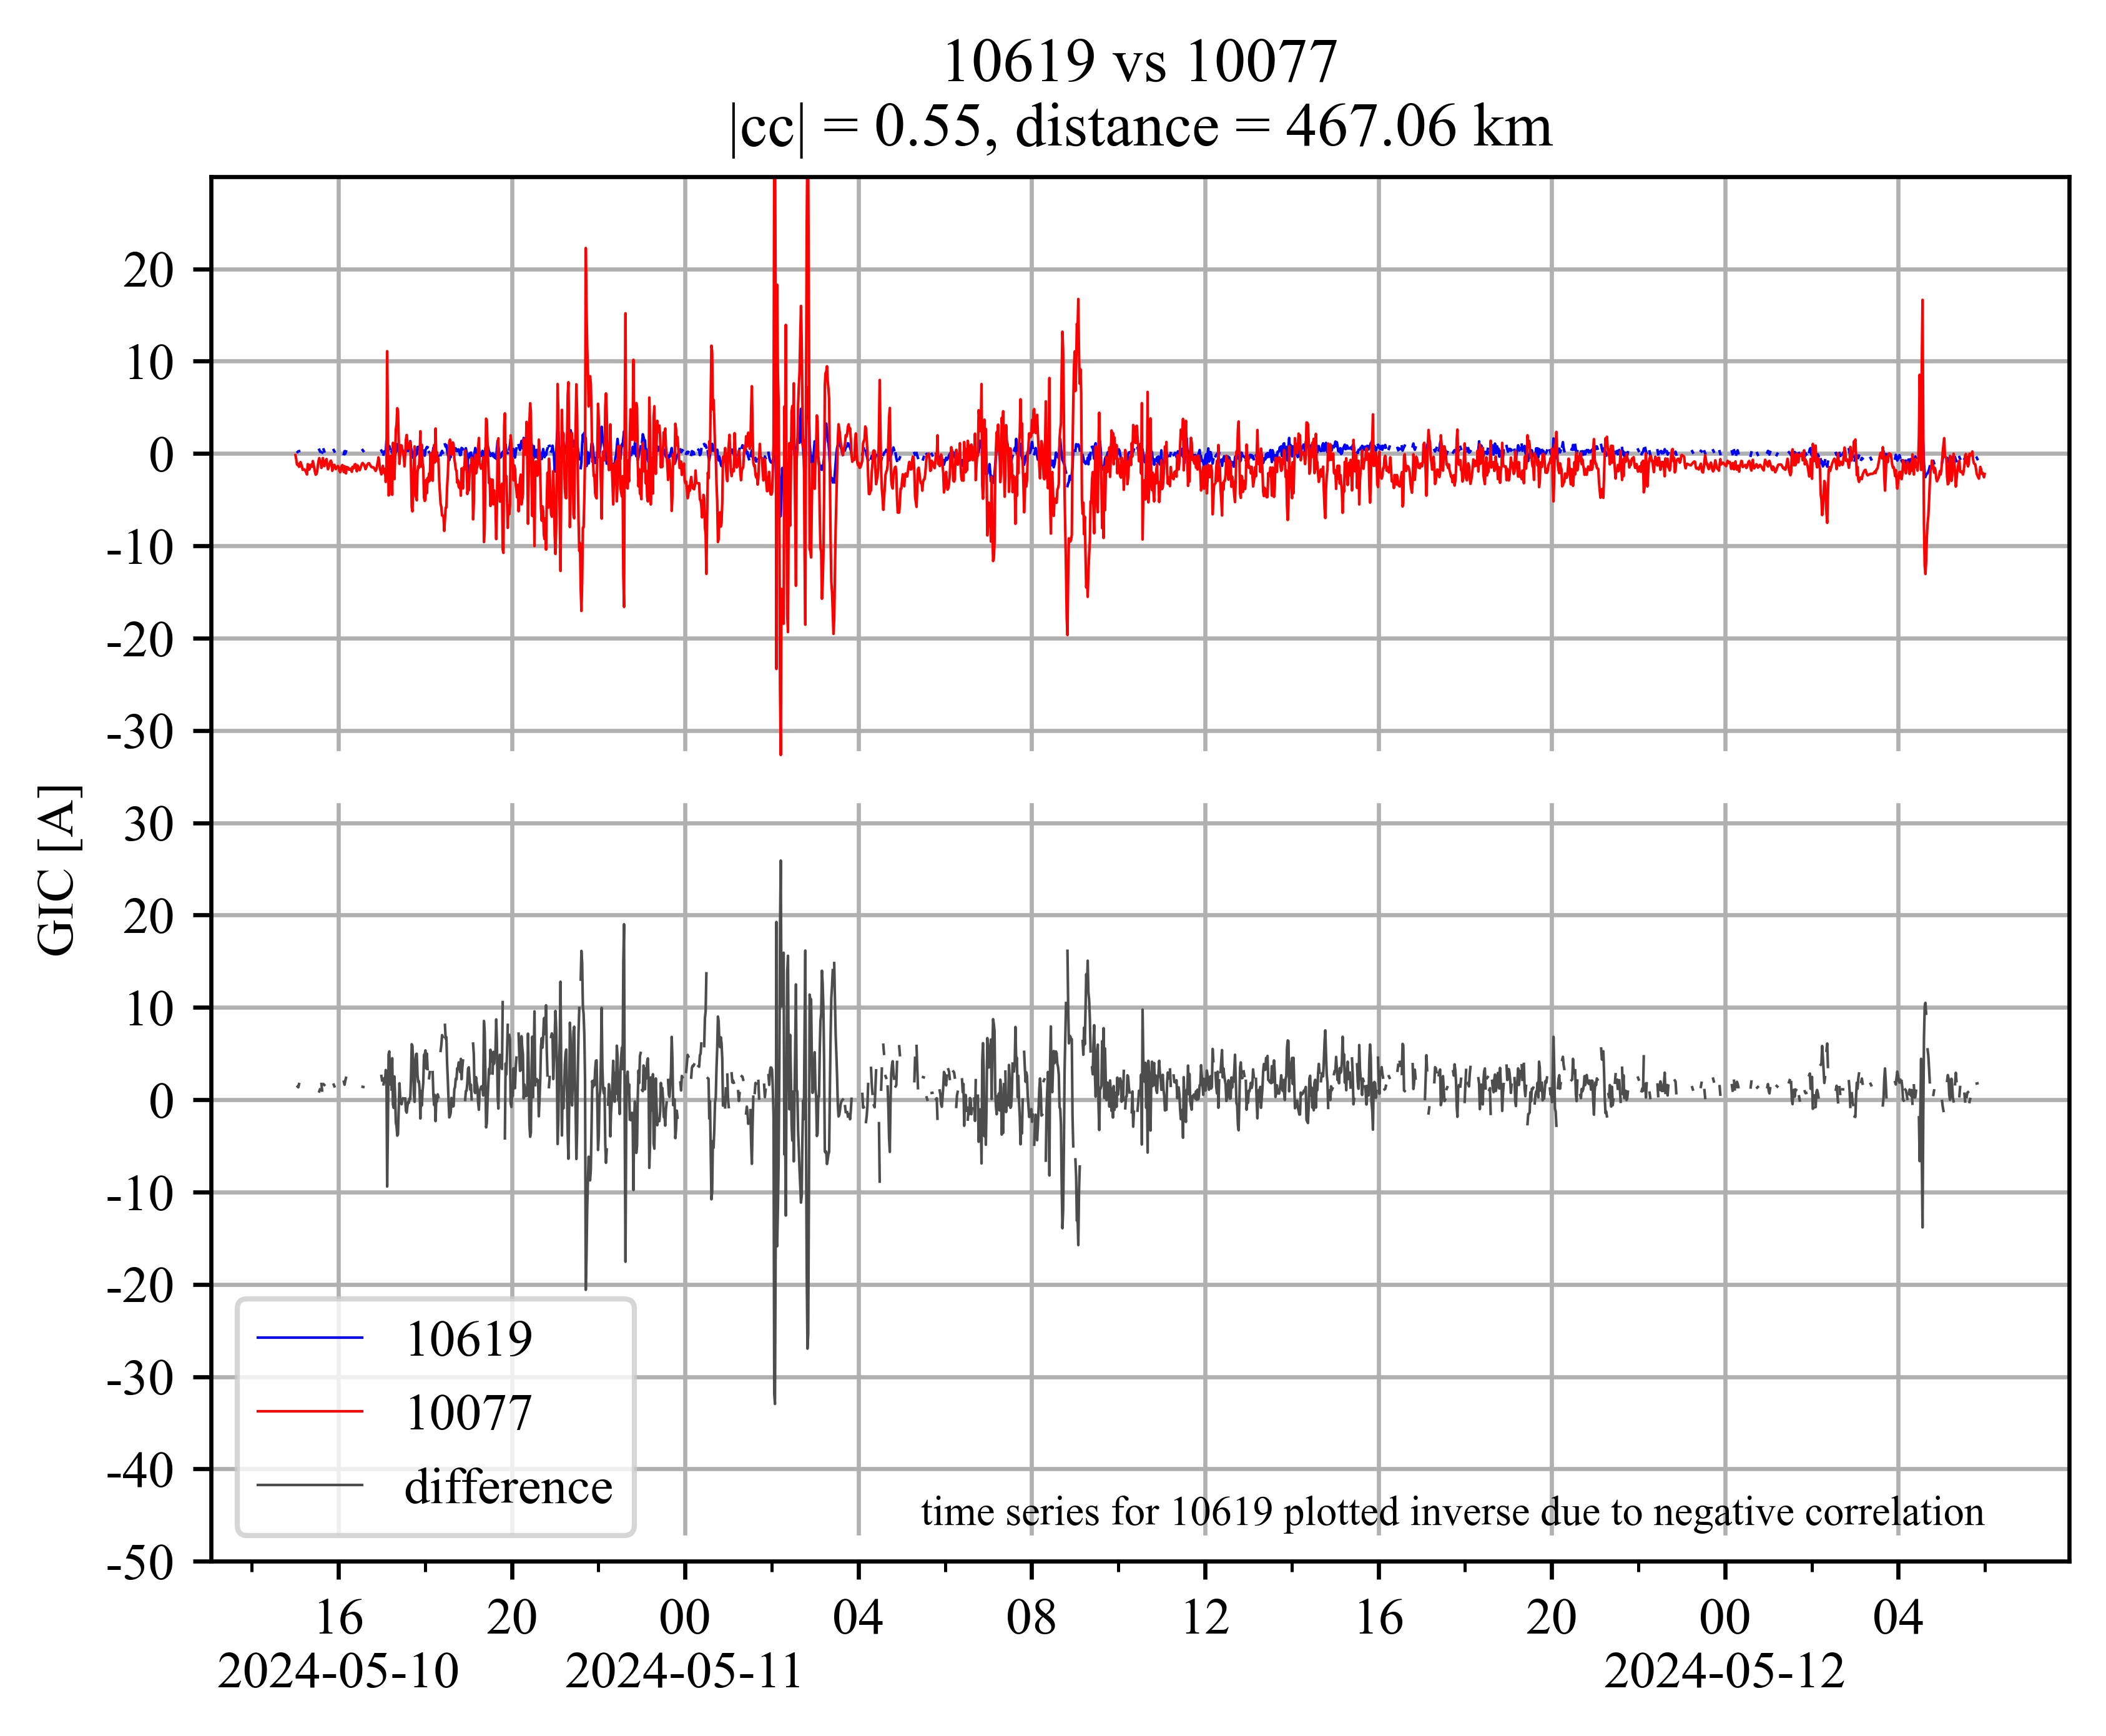 10619 vs 10077
|cc| = 0.55, distance = 467.06 km
GIC [A]
20
10
0
-10
-20
-30
30
20
10
0
-10
-20
-30
-40
-50
10619
10077
difference
time series for 10619 plotted inverse due to negative correlation
16 20 00 04 08 12 16 20 00 04
2024-05-10 2024-05-11 2024-05-12